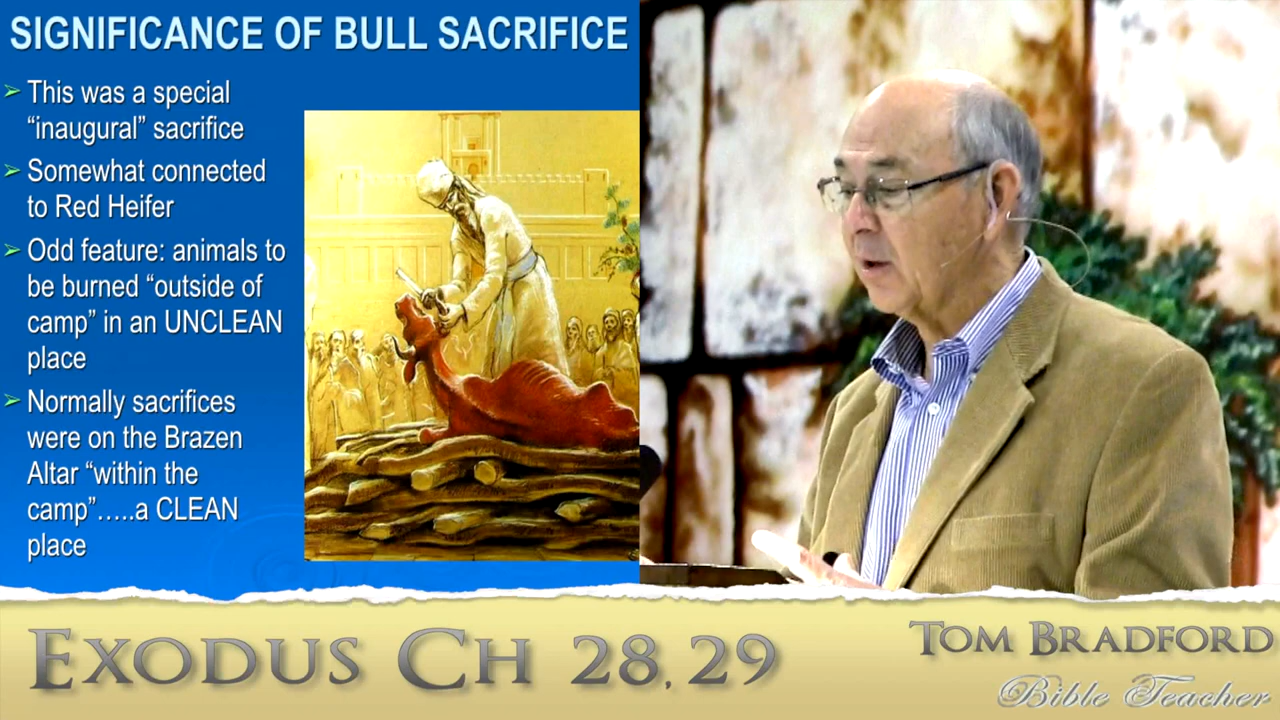 SIGNIFICANCE OF BULL SACRIFICE
➢ This was a special
“inaugural” sacrifice
➢ Somewhat connected
to Red Heifer
➢ Odd feature: animals to
be burned “outside of
camp” in an UNCLEAN
place
➢ Normally sacrifices
were on the Brazen
Altar “within the
camp”.....a CLEAN
place
EXODUS CH 28, 29
TOM BRADFORD
Bible Teacher